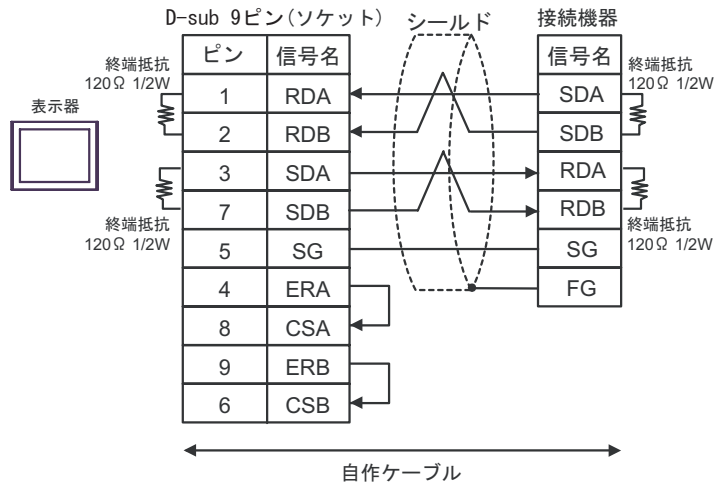 D-sub 9ピン(ソケット)
シールド
接続機器
ピン 信号名
信号名
終端抵抗
120Ω 1/2W
終端抵抗
120Ω 1/2W
表示器
1 RDA
SDA
2 RDB
SDB
3 SDA
RDA
7 SDB
RDB
終端抵抗
120Ω 1/2W
終端抵抗
120Ω 1/2W
5 SG
SG
4 ERA
FG
8 CSA
9 ERB
6 CSB
自作ケーブル